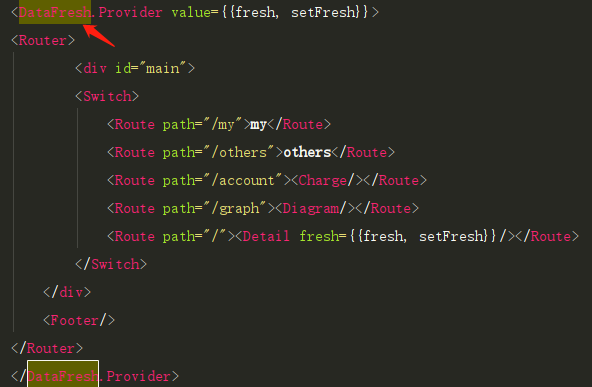 <DataFresh.Provider value={{fresh, setFresh}}>
<Router>
<div id="main">
<Switch>
<Route path="/my">my</Route>
<Route path="/others">others</Route>
<Route path="/account"><Charge/></Route>
<Route path="/graph"><Diagram/></Route>
<Route path="/"><Detail fresh={{fresh, setFresh}}/></Route>
</Switch>
</div>
<Footer/>
</Router>
</DataFresh.Provider>